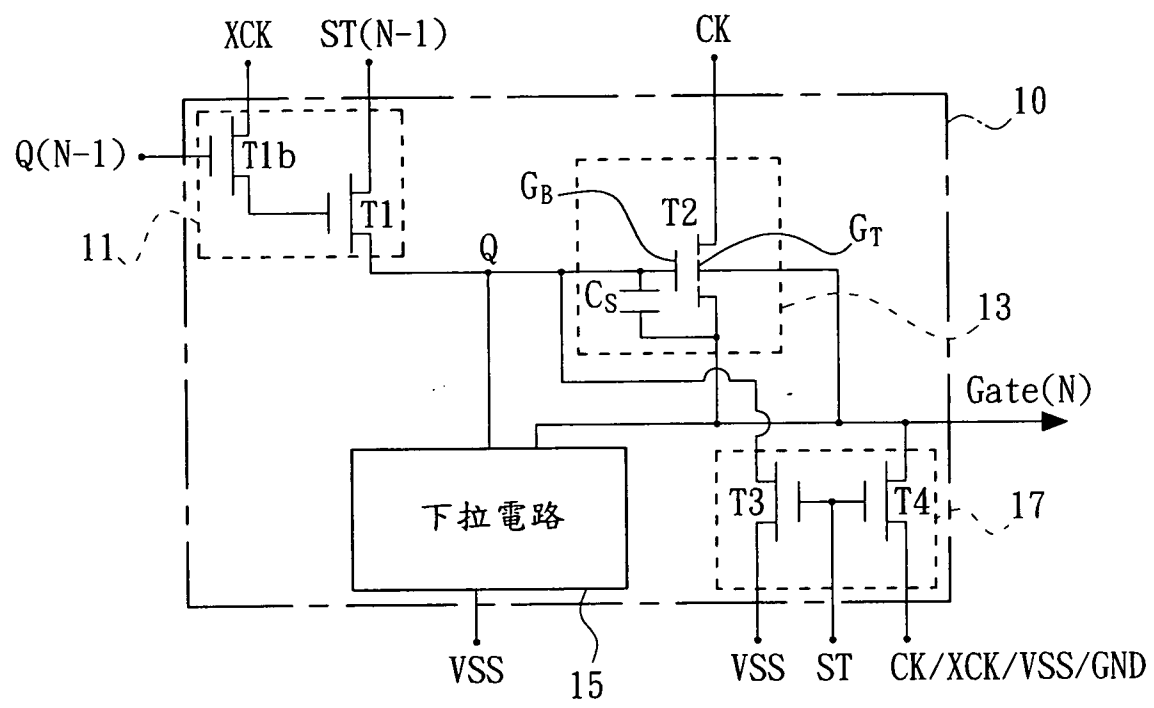 XCK
ST(N-1)
CK
10
Q(N-1)
T1b
T1
11
G_B
T2
G_T
Q
C_S
13
Gate(N)
下拉電路
T3
T4
17
VSS
15
VSS
ST
CK/XCK/VSS/GND